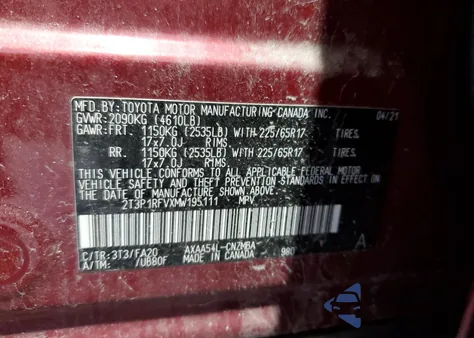 MFD.BY:TOYOTA MOTOR MANUFACTURING CANADA INC. 04/21
GVWR:2090KG (4610LB)
GAWR:FRT. 1150KG (2535LB) WITH 225/65R17 TIRES.
17x7.0J
RR. 1150KG (2535LB) WITH 225/65R17 TIRES.
17x7.0J
THIS VEHICLE CONFORMS TO ALL APPLICABLE FEDERAL MOTOR
VEHICLE SAFETY AND THEFT PREVENTION STANDARDS IN EFFECT ON
THE DATE OF MANUFACTURE SHOWN ABOVE.
2T3P1RFVXMW195111 MPV
C/TR:3T3/FA20 AXAA54L-CNZMBA
A/TM: /UB80F MADE IN CANADA 980 A